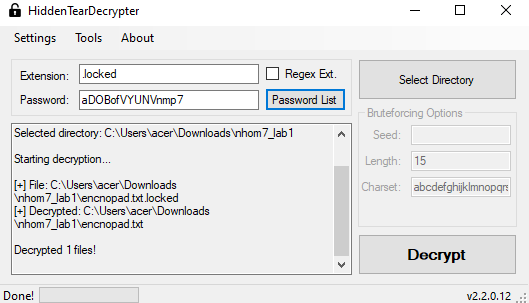 HiddenTearDecrypter
Settings Tools About
Extension: .locked Regex Ext.
Password: aDOBofVYUNVnmp7 Password List
Select Directory
Selected directory: C:\Users\acer\Downloads\nhom7_lab1
Starting decryption...
[+] File: C:\Users\acer\Downloads
\nhom7_lab1\encnopad.txt.locked
[+] Decrypted: C:\Users\acer\Downloads
\nhom7_lab1\encnopad.txt
Decrypted 1 files!
Bruteforcing Options
Seed:
Length: 15
Charset: abcdefghijklmnopqrs
Decrypt
Done! v2.2.0.12